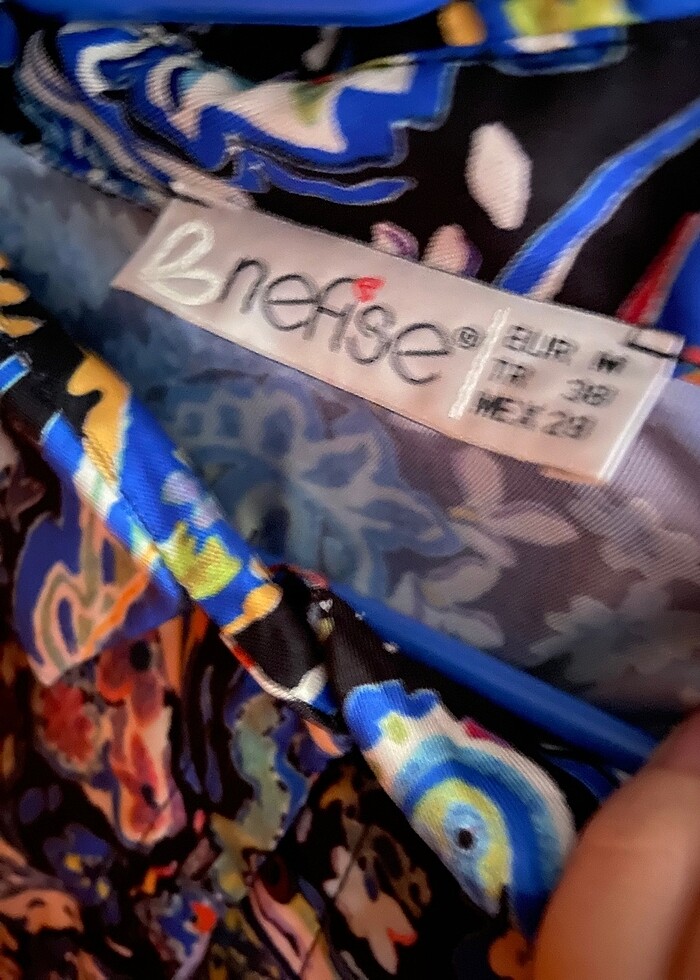 nefise®
EUR M
TR 38
MEX 28